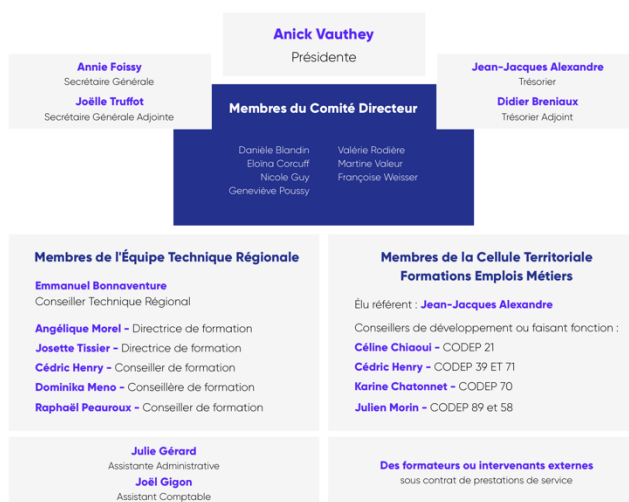 Anick Vauthey
Présidente
Annie Foissy
Secrétaire Générale
Joëlle Truffot
Secrétaire Générale Adjointe
Jean-Jacques Alexandre
Trésorier
Didier Breniaux
Trésorier Adjoint
Membres du Comité Directeur
Danièle Blandin
Eloïna Corcuff
Nicole Guy
Geneviève Poussy
Valérie Rodière
Martine Valeur
Françoise Weisser
Membres de l'Équipe Technique Régionale
Emmanuel Bonnaventure
Conseiller Technique Régional
Angélique Morel - Directrice de formation
Josette Tissier - Directrice de formation
Cédric Henry - Conseiller de formation
Dominika Meno - Conseillère de formation
Raphaël Peauroux - Conseiller de formation
Membres de la Cellule Territoriale
Formations Emplois Métiers
Élu référent : Jean-Jacques Alexandre
Conseillers de développement ou faisant fonction :
Céline Chiaoui - CODEP 21
Cédric Henry - CODEP 39 ET 71
Karine Chatonnet - CODEP 70
Julien Morin - CODEP 89 et 58
Julie Gérard
Assistante Administrative
Joël Gigon
Assistant Comptable
Des formateurs ou intervenants externes
sous contrat de prestations de service